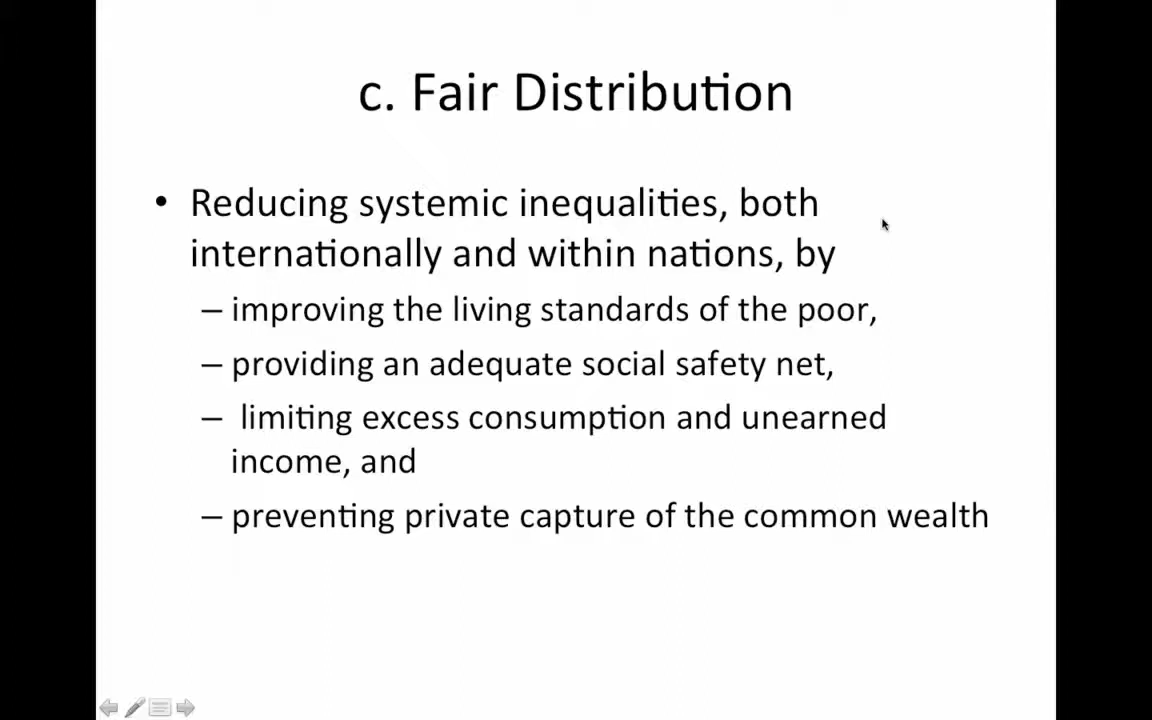 c. Fair Distribution
• Reducing systemic inequalities, both
internationally and within nations, by
– improving the living standards of the poor,
– providing an adequate social safety net,
– limiting excess consumption and unearned
income, and
– preventing private capture of the common wealth